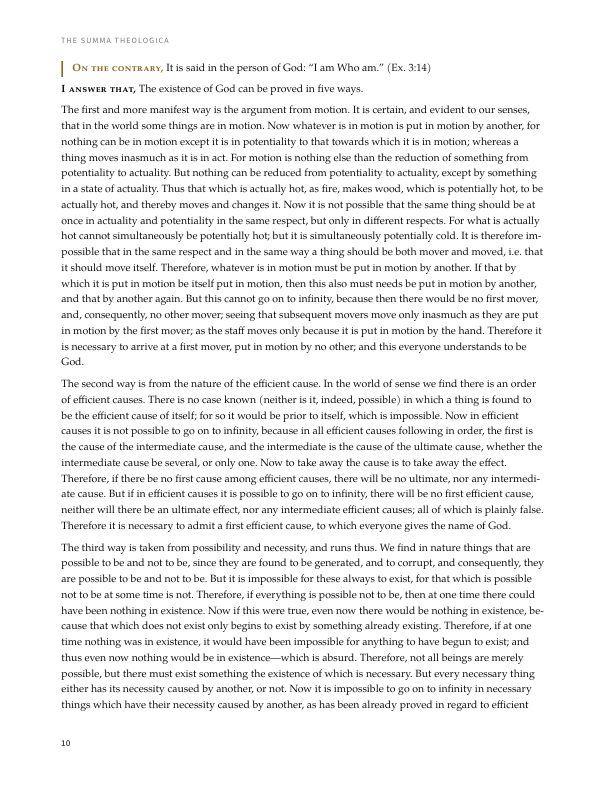 THE SUMMA THEOLOGICA
On the contrary, It is said in the person of God: “I am Who am.” (Ex. 3:14)
I answer that, The existence of God can be proved in five ways.
The first and more manifest way is the argument from motion. It is certain, and evident to our senses,
that in the world some things are in motion. Now whatever is in motion is put in motion by another, for
nothing can be in motion except it is in potentiality to that towards which it is in motion; whereas a
thing moves inasmuch as it is in act. For motion is nothing else than the reduction of something from
potentiality to actuality. But nothing can be reduced from potentiality to actuality, except by something
in a state of actuality. Thus that which is actually hot, as fire, makes wood, which is potentially hot, to be
actually hot, and thereby moves and changes it. Now it is not possible that the same thing should be at
once in actuality and potentiality in the same respect, but only in different respects. For what is actually
hot cannot simultaneously be potentially hot; but it is simultaneously potentially cold. It is therefore im-
possible that in the same respect and in the same way a thing should be both mover and moved, i.e. that
it should move itself. Therefore, whatever is in motion must be put in motion by another. If that by
which it is put in motion be itself put in motion, then this also must needs be put in motion by another,
and that by another again. But this cannot go on to infinity, because then there would be no first mover,
and, consequently, no other mover; seeing that subsequent movers move only inasmuch as they are put
in motion by the first mover; as the staff moves only because it is put in motion by the hand. Therefore it
is necessary to arrive at a first mover, put in motion by no other; and this everyone understands to be
God.
The second way is from the nature of the efficient cause. In the world of sense we find there is an order
of efficient causes. There is no case known (neither is it, indeed, possible) in which a thing is found to
be the efficient cause of itself; for so it would be prior to itself, which is impossible. Now in efficient
causes it is not possible to go on to infinity, because in all efficient causes following in order, the first is
the cause of the intermediate cause, and the intermediate is the cause of the ultimate cause, whether the
intermediate cause be several, or only one. Now to take away the cause is to take away the effect.
Therefore, if there be no first cause among efficient causes, there will be no ultimate, nor any intermedi-
ate cause. But if in efficient causes it is possible to go on to infinity, there will be no first efficient cause,
neither will there be an ultimate effect, nor any intermediate efficient causes; all of which is plainly false.
Therefore it is necessary to admit a first efficient cause, to which everyone gives the name of God.
The third way is taken from possibility and necessity, and runs thus. We find in nature things that are
possible to be and not to be, since they are found to be generated, and to corrupt, and consequently, they
are possible to be and not to be. But it is impossible for these always to exist, for that which is possible
not to be at some time is not. Therefore, if everything is possible not to be, then at one time there could
have been nothing in existence. Now if this were true, even now there would be nothing in existence, be-
cause that which does not exist only begins to exist by something already existing. Therefore, if at one
time nothing was in existence, it would have been impossible for anything to have begun to exist; and
thus even now nothing would be in existence—which is absurd. Therefore, not all beings are merely
possible, but there must exist something the existence of which is necessary. But every necessary thing
either has its necessity caused by another, or not. Now it is impossible to go on to infinity in necessary
things which have their necessity caused by another, as has been already proved in regard to efficient
10